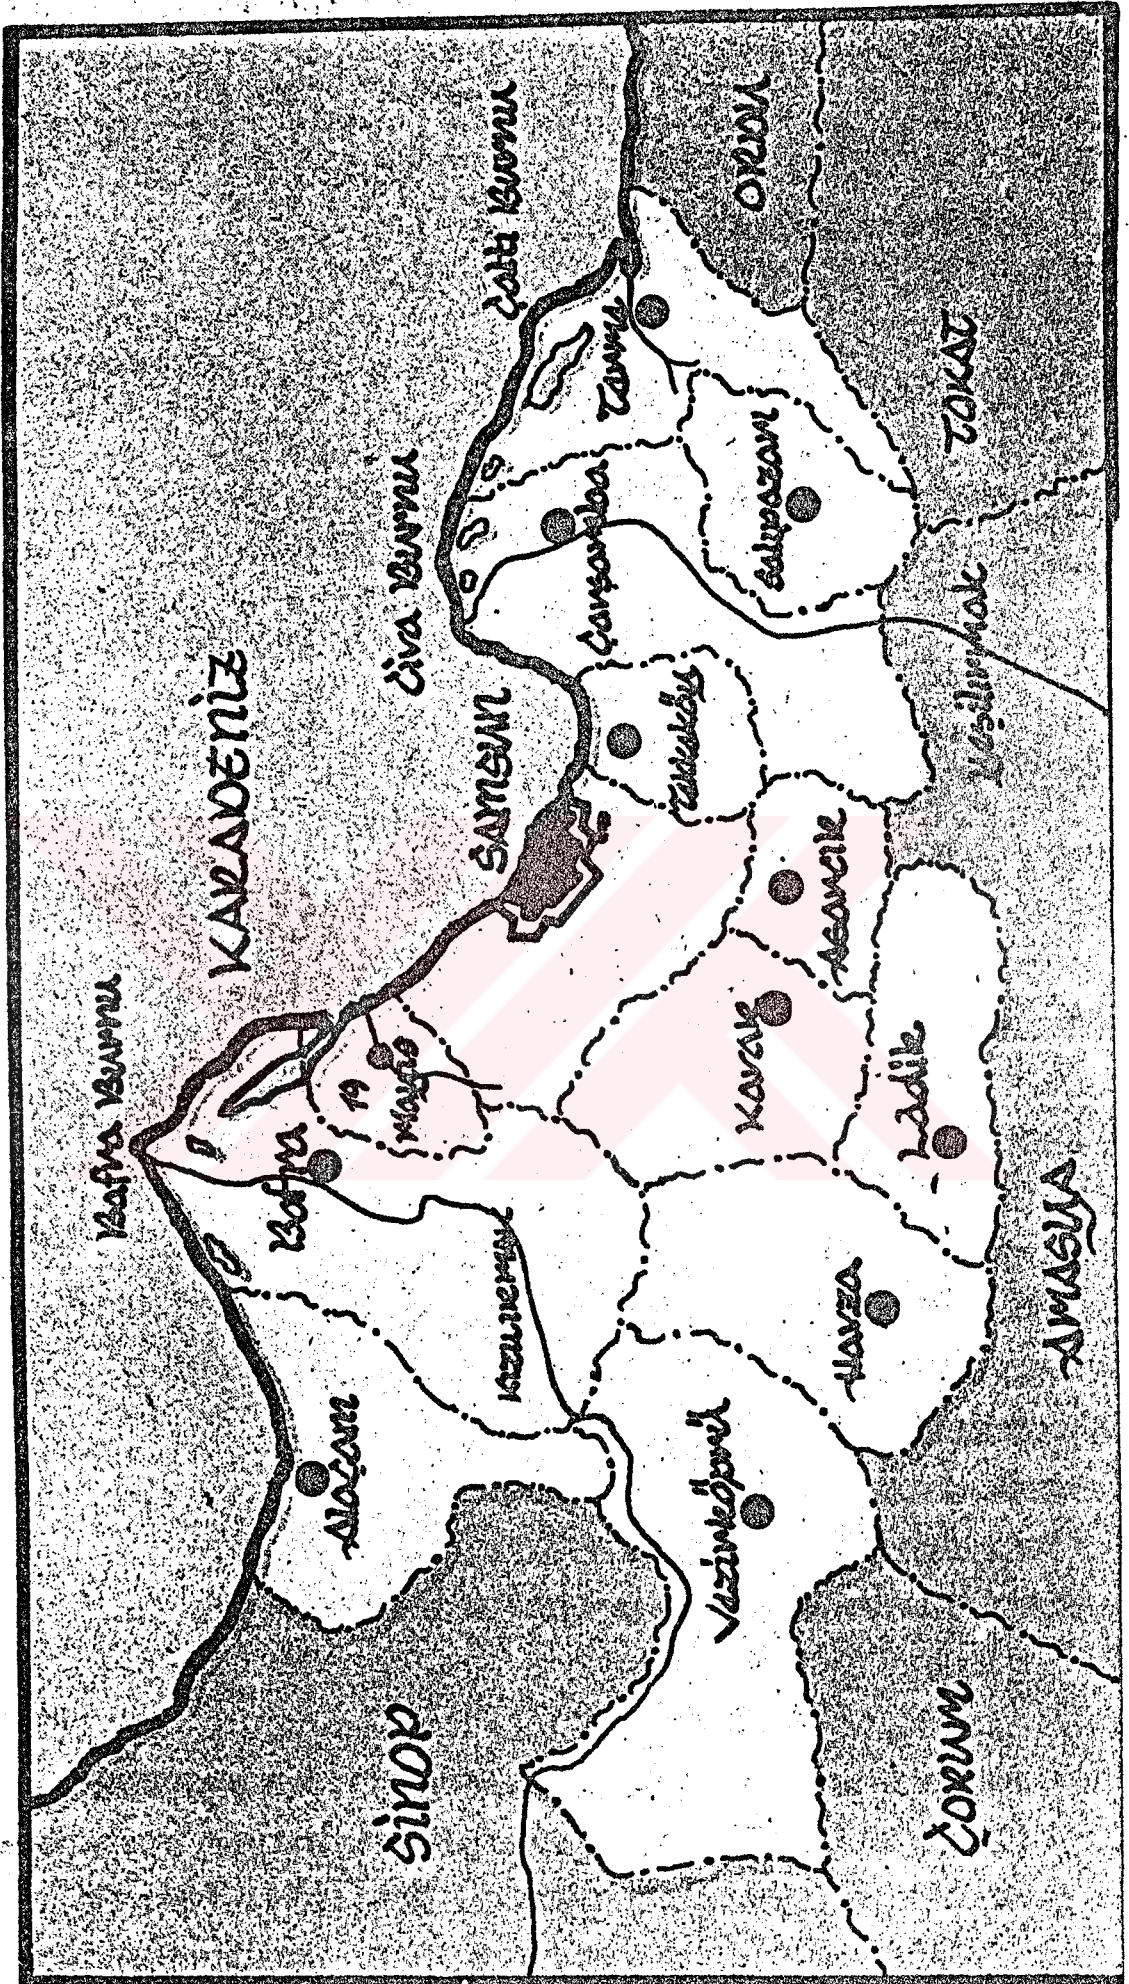 KARADENİZ
Bafra Burnu
Civa Burnu
Çaltı Burnu
SAMSUN
Bafra
19 Mayıs
Alaçam
Kızılırmak
Çarşamba
Terme
Tekkeköy
Salıpazarı
Asarcık
Kavak
Ladik
Havza
Vezirköprü
Yeşilırmak
SİNOP
ÇORUM
AMASYA
TOKAT
ORDU